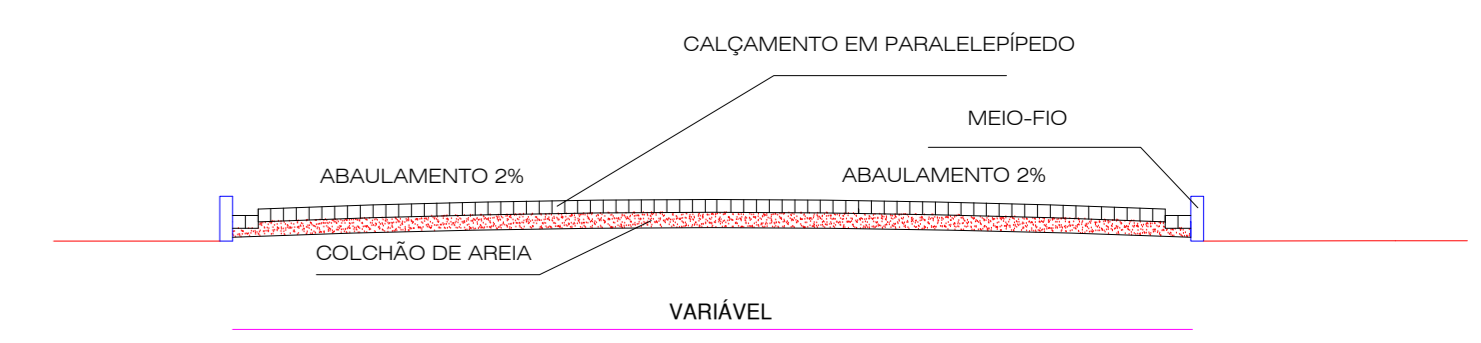 CALÇAMENTO EM PARALELEPÍPEDO
MEIO-FIO
ABAULAMENTO 2%
ABAULAMENTO 2%
COLCHÃO DE AREIA
VARIÁVEL